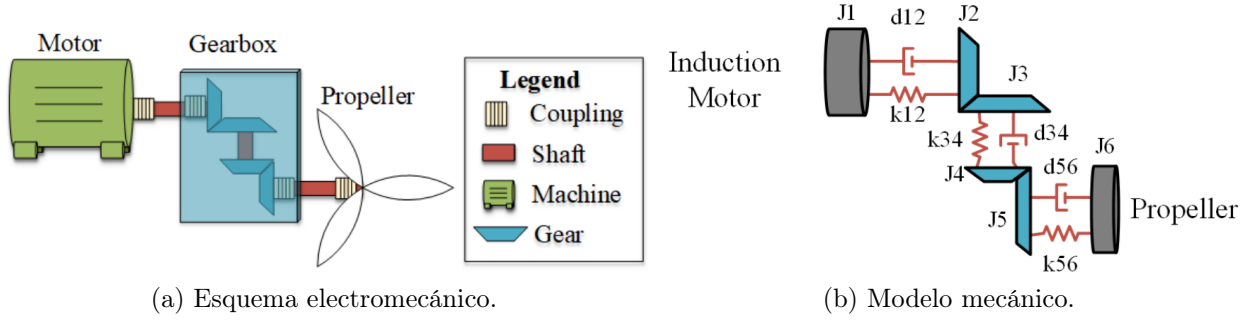 Motor
Gearbox
Propeller
Legend
Coupling
Shaft
Machine
Gear
(a) Esquema electromecánico.
Induction
Motor
J1
d12
J2
k12
J3
k34
d34
J4
J5
d56
J6
k56
Propeller
(b) Modelo mecánico.